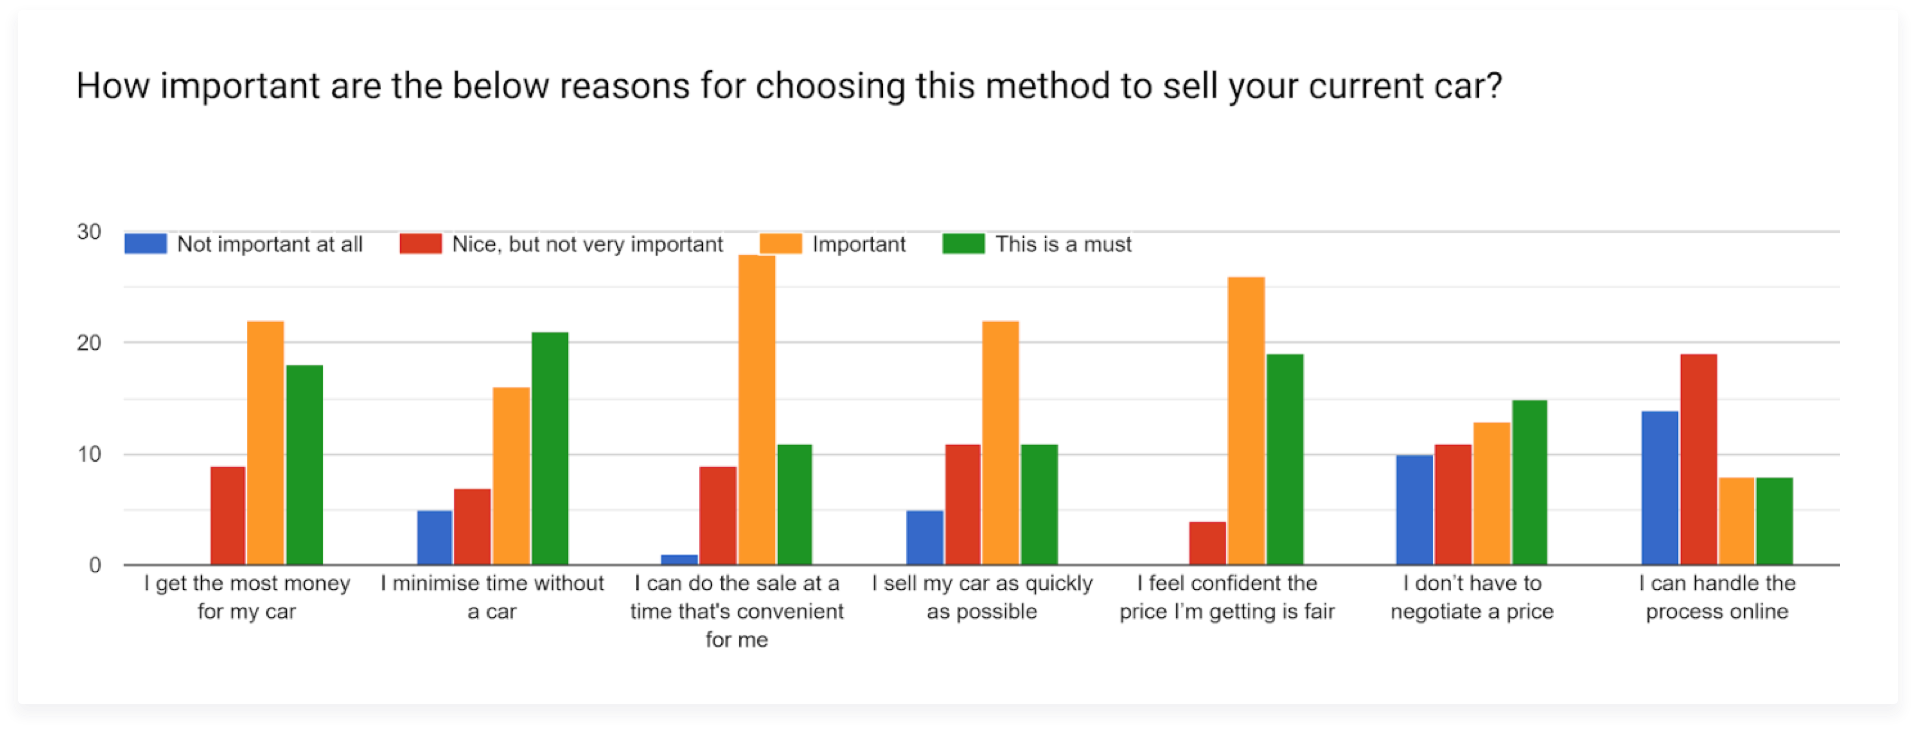 How important are the below reasons for choosing this method to sell your current car?
30
Not important at all
Nice, but not very important
Important
This is a must
20
10
0
I get the most money
for my car
I minimise time without
a car
I can do the sale at a
time that's convenient
for me
I sell my car as quickly
as possible
I feel confident the
price I’m getting is fair
I don’t have to
negotiate a price
I can handle the
process online